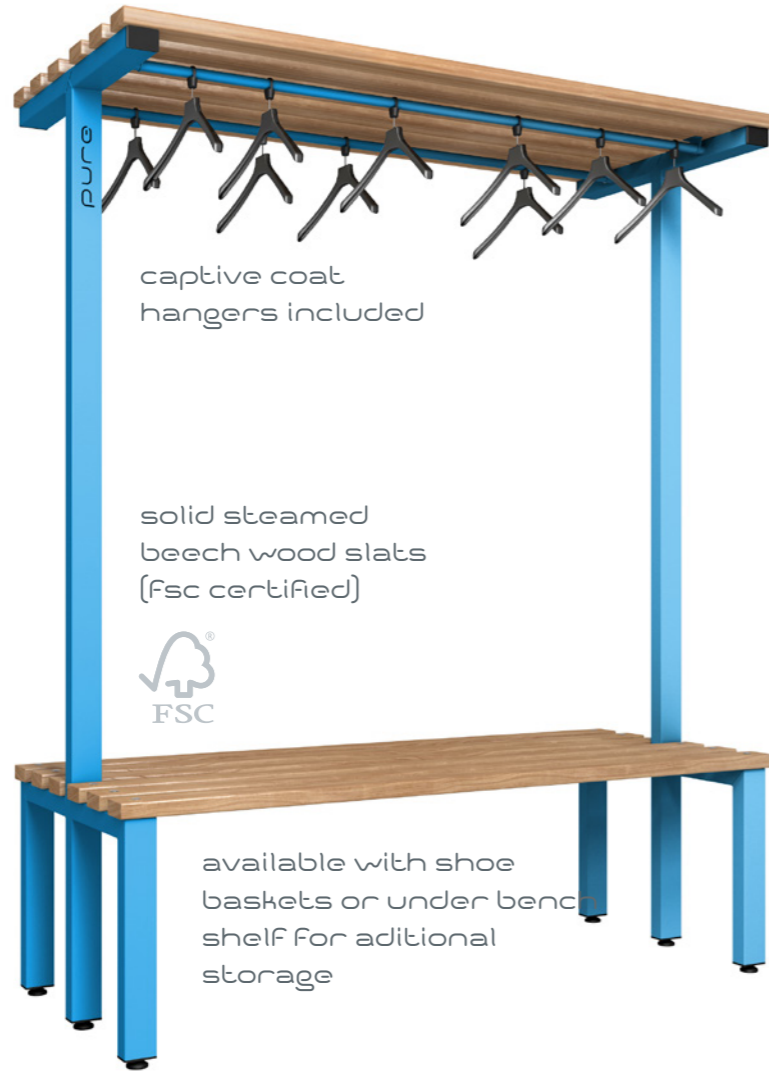 pure
captive coat
hangers included
solid steamed
beech wood slats
(fsc certified)
®
FSC
available with shoe
baskets or under bench
shelf for aditional
storage